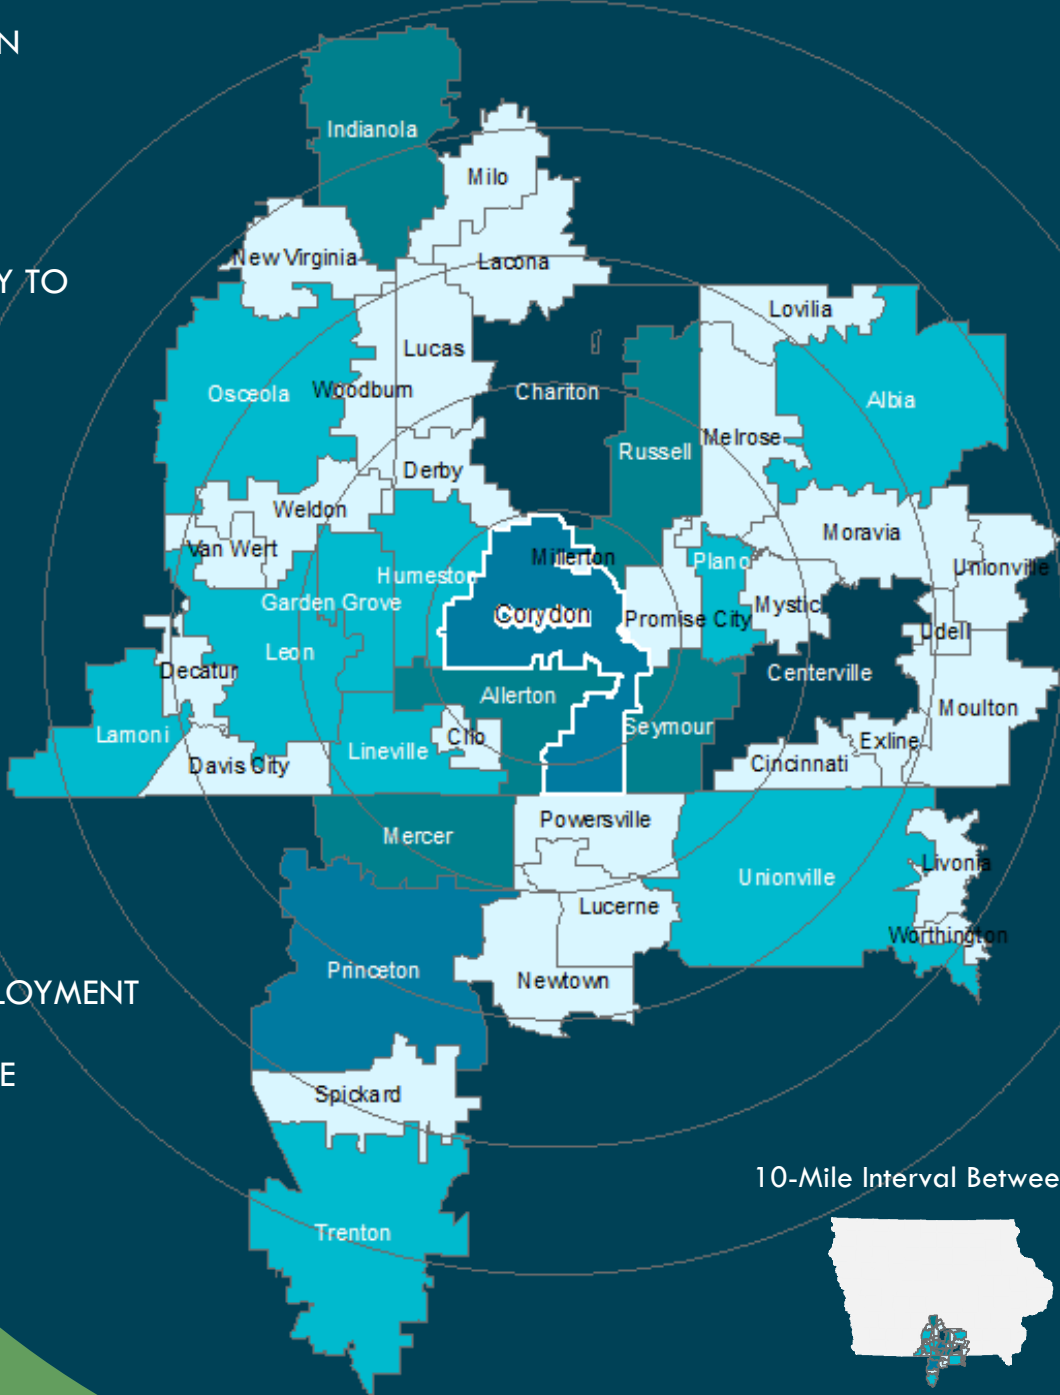 N
Indianola
Milo
New Virginia
Lacona
Y TO
Lovilia
Lucas
Osceola
Woodburn
Chariton
Albia
Melrose
Russell
Derby
Weldon
Moravia
Van Wert
Millerton
Plano
Unionville
Humeston
Garden Grove
Mystic
Corydon
Promise City
Udell
Leon
Decatur
Centerville
Allerton
Moulton
Seymour
Lamoni
Clio
Exline
Lineville
Davis City
Cincinnati
Powersville
Mercer
Livonia
Unionville
Lucerne
Worthington
Princeton
Newtown
LOYMENT
E
Spickard
10-Mile Interval Betwee
Trenton